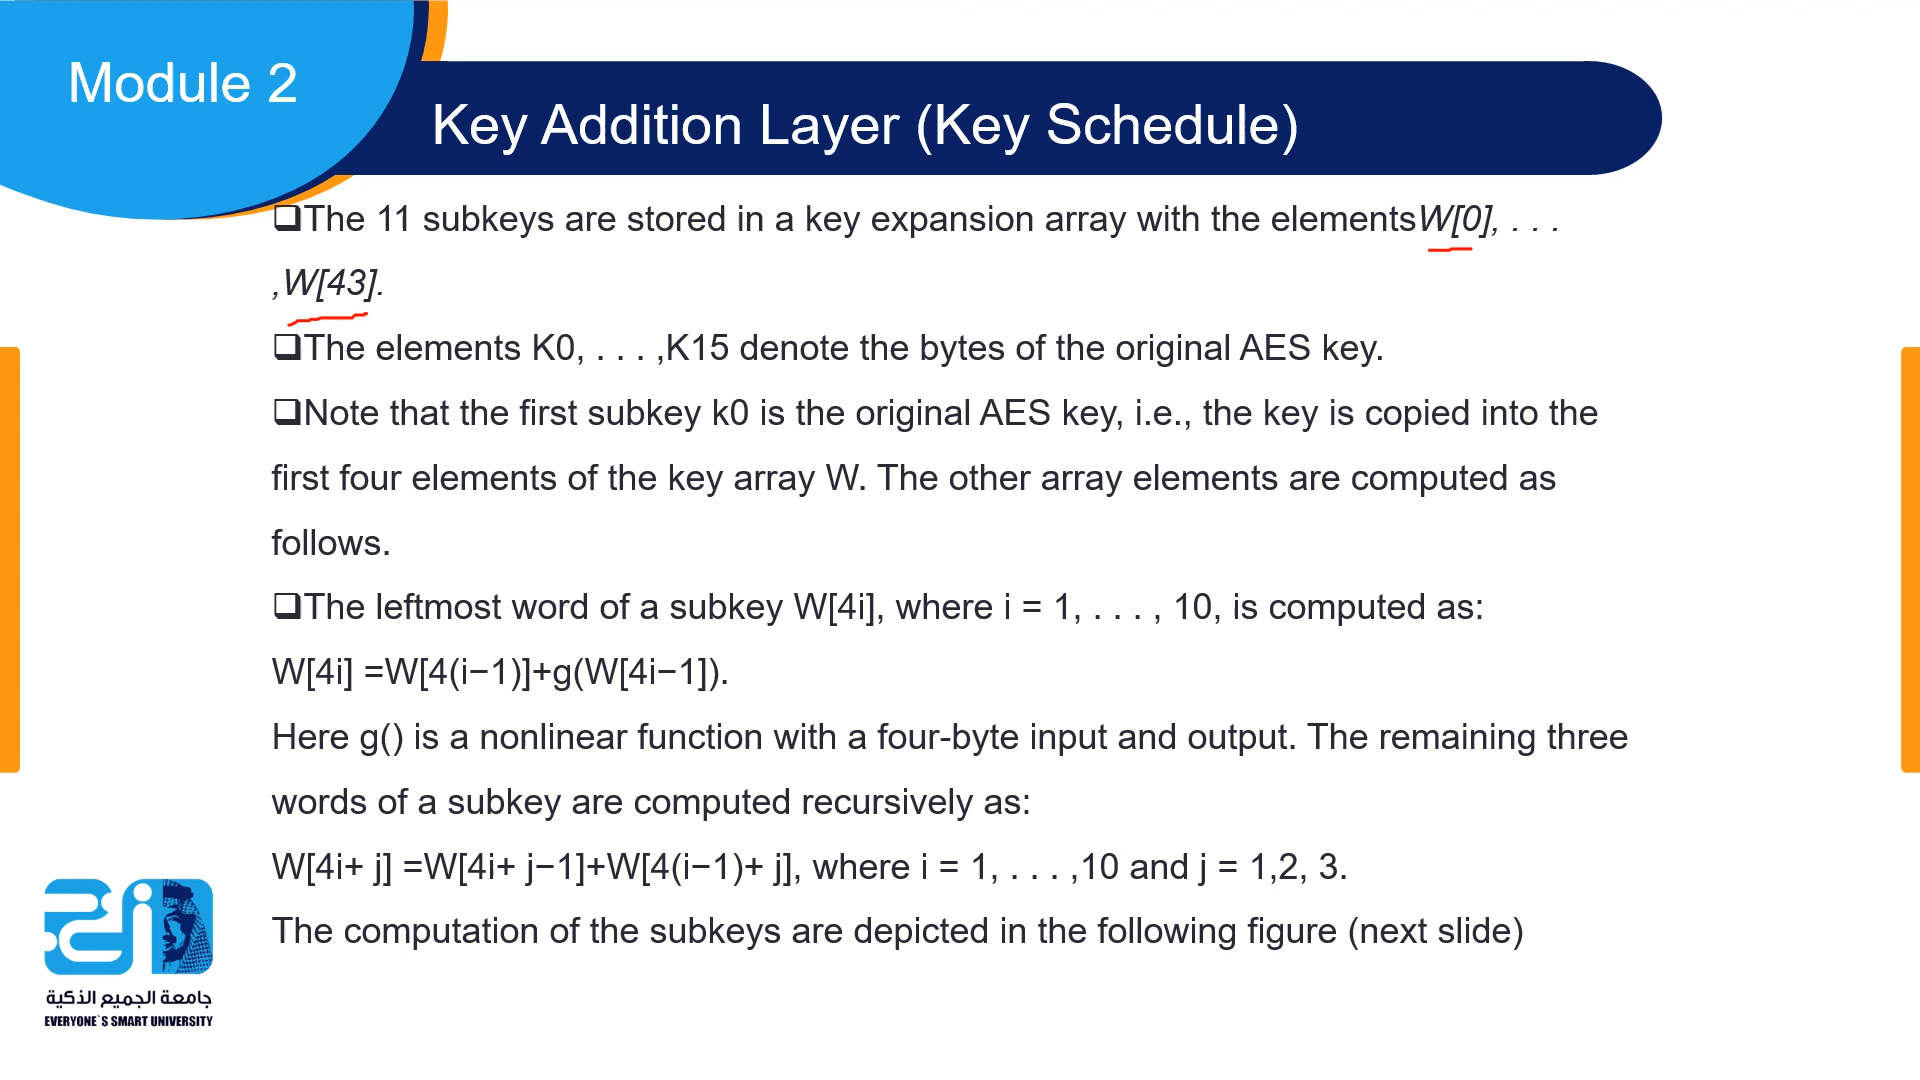 Module 2
Key Addition Layer (Key Schedule)
❑The 11 subkeys are stored in a key expansion array with the elementsW[0], . . .
,W[43].
❑The elements K0, . . . ,K15 denote the bytes of the original AES key.
❑Note that the first subkey k0 is the original AES key, i.e., the key is copied into the
first four elements of the key array W. The other array elements are computed as
follows.
❑The leftmost word of a subkey W[4i], where i = 1, . . . , 10, is computed as:
W[4i] =W[4(i−1)]+g(W[4i−1]).
Here g() is a nonlinear function with a four-byte input and output. The remaining three
words of a subkey are computed recursively as:
W[4i+ j] =W[4i+ j−1]+W[4(i−1)+ j], where i = 1, . . . ,10 and j = 1,2, 3.
The computation of the subkeys are depicted in the following figure (next slide)
جامعة الجميع الذكية
EVERYONE`S SMART UNIVERSITY